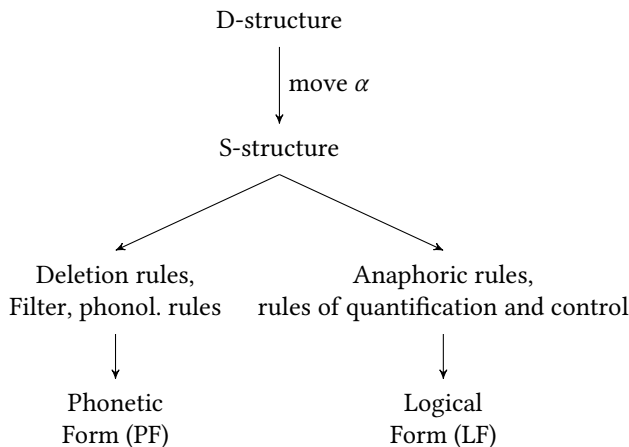 D-structure
move α
S-structure
Deletion rules,
Filter, phonol. rules
Anaphoric rules,
rules of quantification and control
Phonetic
Form (PF)
Logical
Form (LF)